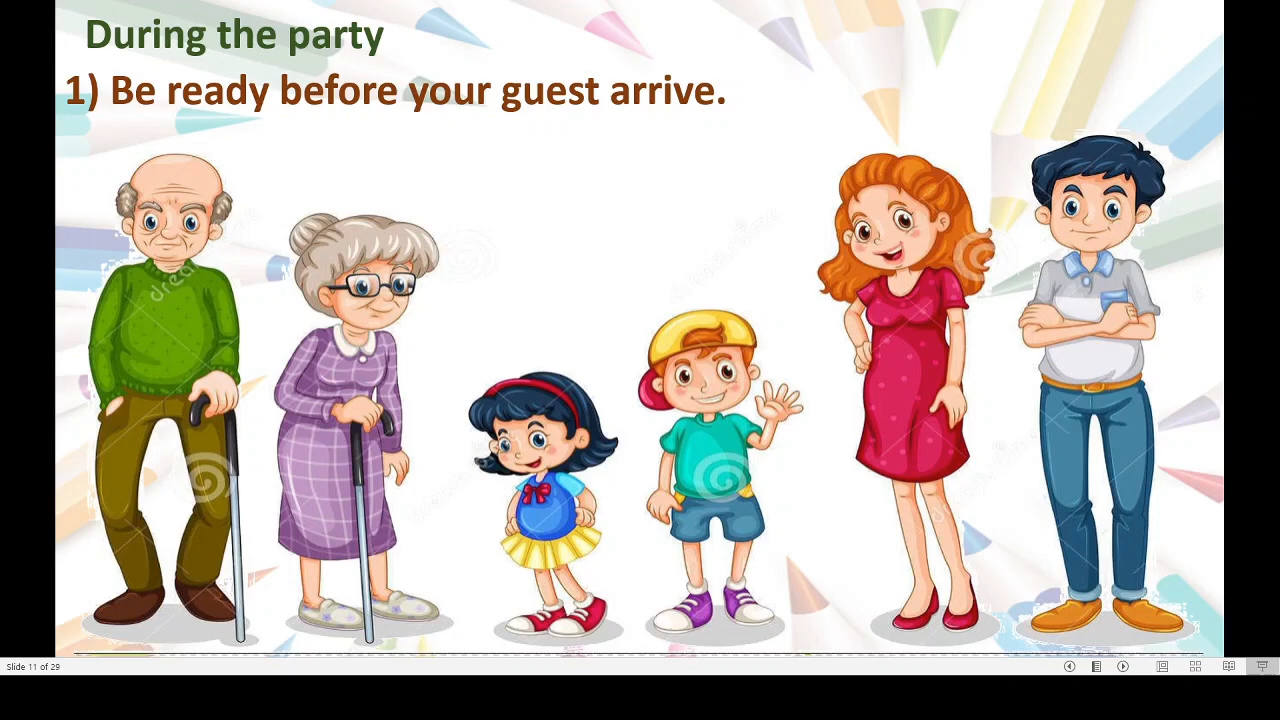 During the party
1) Be ready before your guest arrive.
Slide 11 of 29